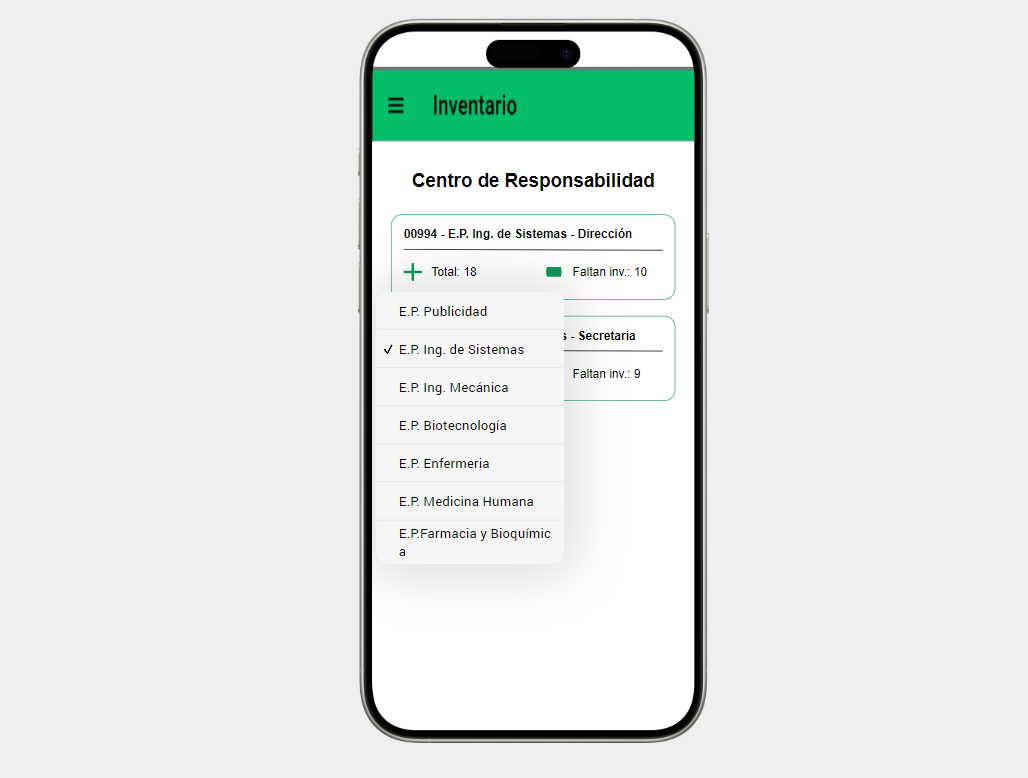 Inventario
Centro de Responsabilidad
00994 - E.P. Ing. de Sistemas - Dirección
Total: 18
Faltan inv.: 10
E.P. Publicidad
- Secretaria
E.P. Ing. de Sistemas
Faltan inv.: 9
E.P. Ing. Mecánica
E.P. Biotecnología
E.P. Enfermeria
E.P. Medicina Humana
E.P.Farmacia y Bioquímic
a